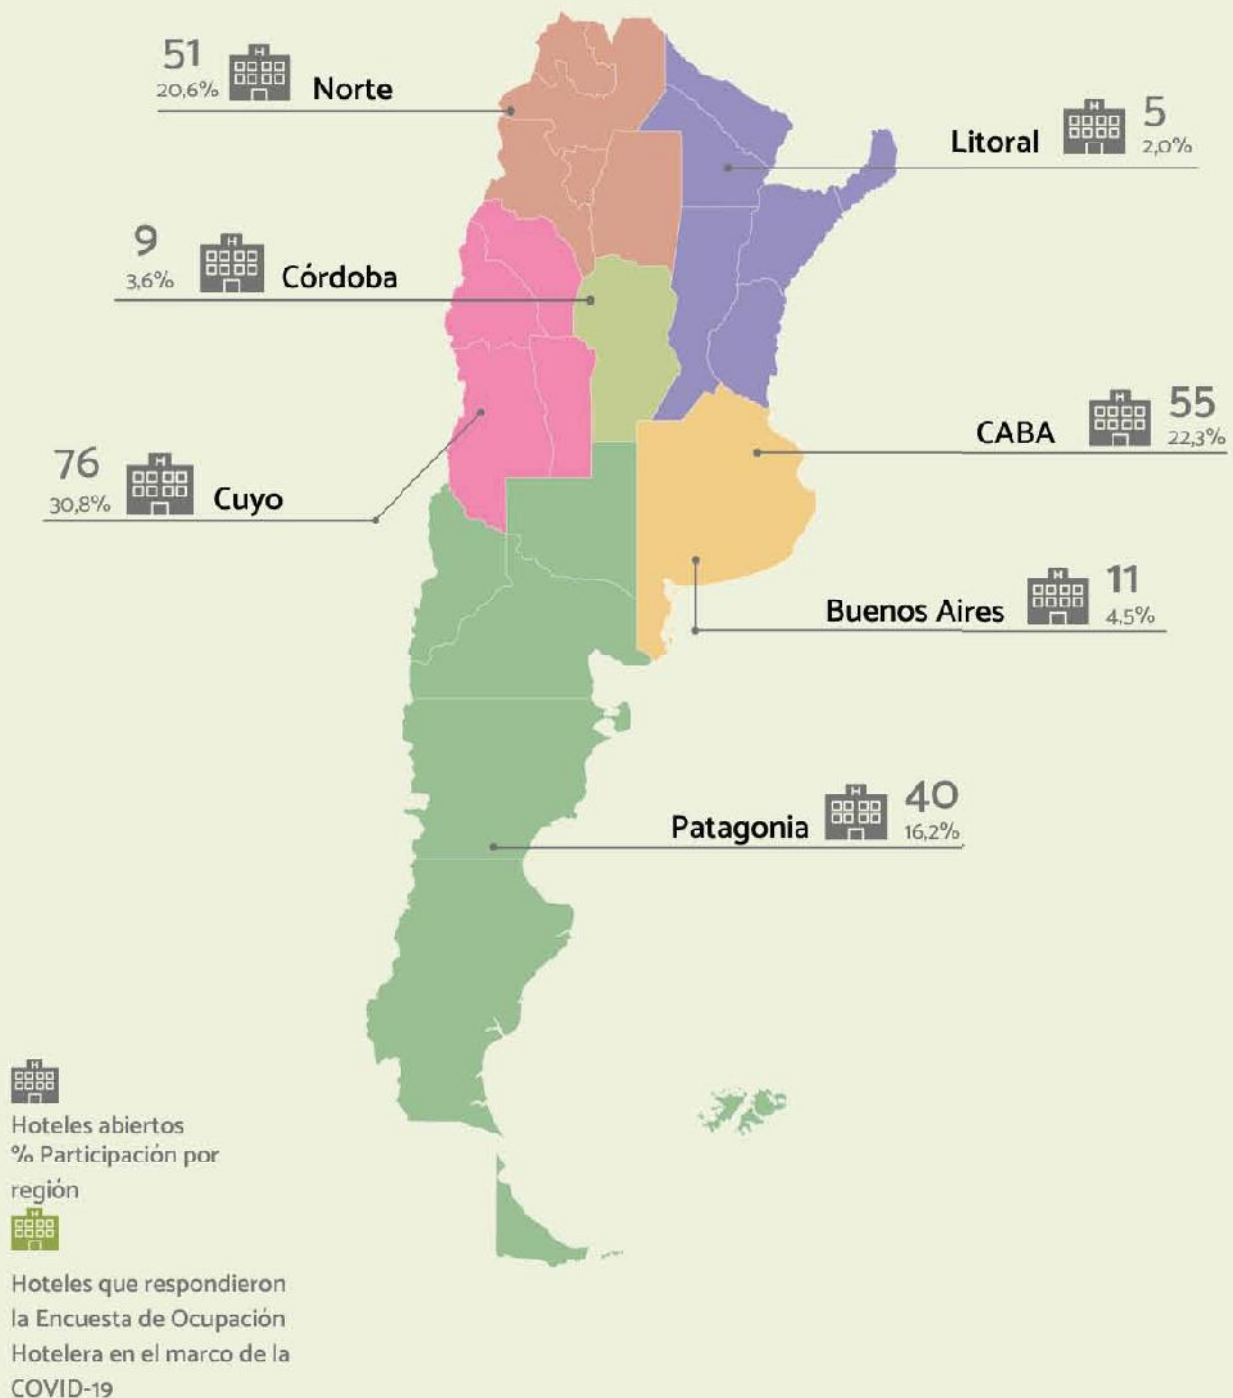 51
20,6%
Norte
Litoral
5
2,0%
9
3,6%
Córdoba
CABA
55
22,3%
76
30,8%
Cuyo
Buenos Aires
11
4,5%
Patagonia
40
16,2%
Hoteles abiertos
% Participación por
región
Hoteles que respondieron
la Encuesta de Ocupación
Hotelera en el marco de la
COVID-19